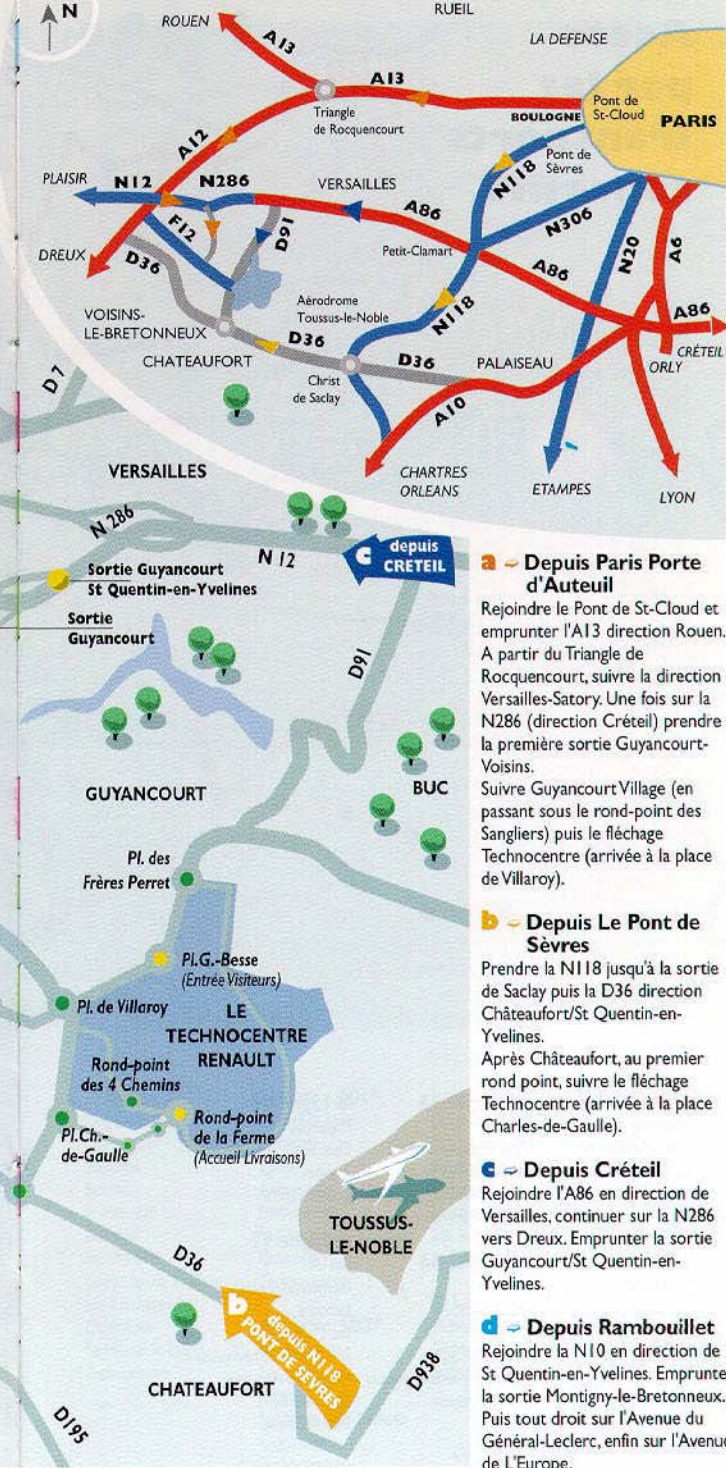 N
ROUEN
RUEIL
LA DEFENSE
A13
A13
Triangle
de Rocquencourt
BOULOGNE
Pont de
St-Cloud
PARIS
A12
Pont de
Sèvres
PLAISIR
N12
N286
VERSAILLES
N118
A86
N306
F12
D91
N20
A6
DREUX
D36
Petit-Clamart
A86
A86
Aérodrome
Toussus-le-Noble
N118
VOISINS-
LE-BRETONNEUX
D36
D36
PALAISEAU
CRÉTEIL
ORLY
CHATEAUFORT
D7
Christ
de Saclay
A10
CHARTRES
ORLEANS
ETAMPES
LYON
VERSAILLES
N 286
N 12
c depuis
CRETEIL
Sortie Guyancourt
St Quentin-en-Yvelines
Sortie
Guyancourt
D91
GUYANCOURT
BUC
Pl. des
Frères Perret
Pl.G.-Besse
(Entrée Visiteurs)
Pl. de Villaroy
LE
TECHNOCENTRE
RENAULT
Rond-point
des 4 Chemins
Pl.Ch.-
de-Gaulle
Rond-point
de la Ferme
(Accueil Livraisons)
TOUSSUS-
LE-NOBLE
D36
b depuis N118
PONT DE SEVRES
CHATEAUFORT
D938
D195
a Depuis Paris Porte
d'Auteuil
Rejoindre le Pont de St-Cloud et
emprunter l'A13 direction Rouen.
A partir du Triangle de
Rocquencourt, suivre la direction
Versailles-Satory. Une fois sur la
N286 (direction Créteil) prendre
la première sortie Guyancourt-
Voisins.
Suivre Guyancourt Village (en
passant sous le rond-point des
Sangliers) puis le fléchage
Technocentre (arrivée à la place
de Villaroy).
b Depuis Le Pont de
Sèvres
Prendre la N118 jusqu'à la sortie
de Saclay puis la D36 direction
Châteaufort/St Quentin-en-
Yvelines.
Après Châteaufort, au premier
rond point, suivre le fléchage
Technocentre (arrivée à la place
Charles-de-Gaulle).
c Depuis Créteil
Rejoindre l'A86 en direction de
Versailles, continuer sur la N286
vers Dreux. Emprunter la sortie
Guyancourt/St Quentin-en-
Yvelines.
d Depuis Rambouillet
Rejoindre la N10 en direction de
St Quentin-en-Yvelines. Emprunte
la sortie Montigny-le-Bretonneux.
Puis tout droit sur l'Avenue du
Général-Leclerc, enfin sur l'Avenue
de L'Europe.